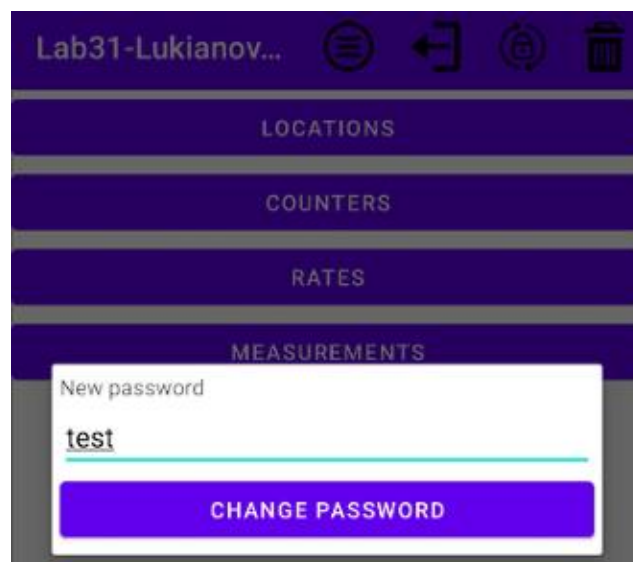 Lab31-Lukianov...
LOCATIONS
COUNTERS
RATES
MEASUREMENTS
New password
test
CHANGE PASSWORD